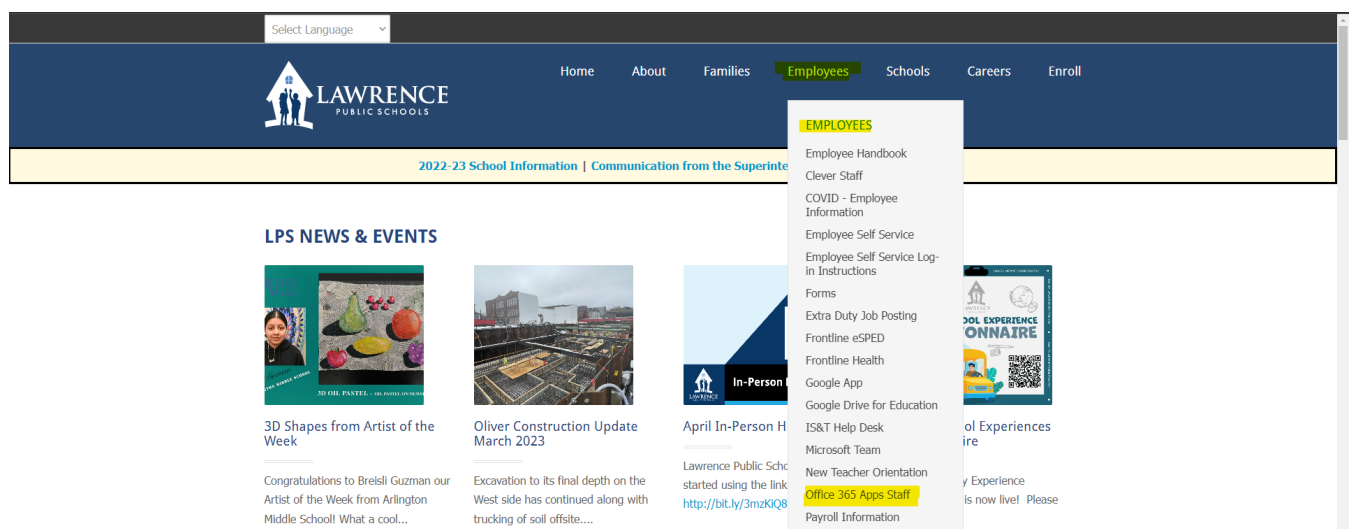 Select Language
Home About Families Employees Schools Careers Enroll
LAWRENCE
PUBLIC SCHOOLS
EMPLOYEES
Employee Handbook
Clever Staff
COVID - Employee
Information
Employee Self Service
Employee Self Service Log-
in Instructions
Forms
Extra Duty Job Posting
Frontline eSPED
Frontline Health
Google App
Google Drive for Education
IS&T Help Desk
Microsoft Team
New Teacher Orientation
Office 365 Apps Staff
Payroll Information
2022-23 School Information | Communication from the Superinte
LPS NEWS & EVENTS
3D OIL PASTEL
3D Shapes from Artist of the
Week
Congratulations to Breisli Guzman our
Artist of the Week from Arlington
Middle School! What a cool...
Oliver Construction Update
March 2023
Excavation to its final depth on the
West side has continued along with
trucking of soil offsite....
LAWRENCE
In-Person
April In-Person H
Lawrence Public Scho
started using the link
http://bit.ly/3mzKiQ8
OOL EXPERIENCE
ONNAIRE
ol Experiences
ire
y Experience
is now live! Please